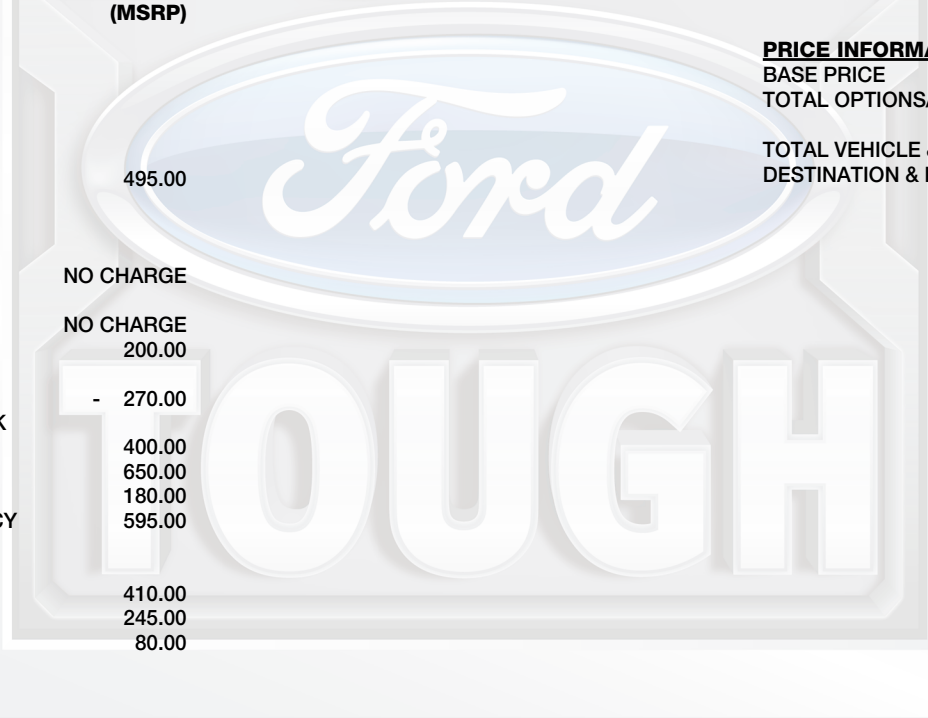 (MSRP)
495.00
NO CHARGE
NO CHARGE
200.00
- 270.00
K
400.00
650.00
180.00
CY 595.00
410.00
245.00
80.00
PRICE INFORMA
BASE PRICE
TOTAL OPTIONS/
TOTAL VEHICLE &
DESTINATION &
Ford
TOUGH